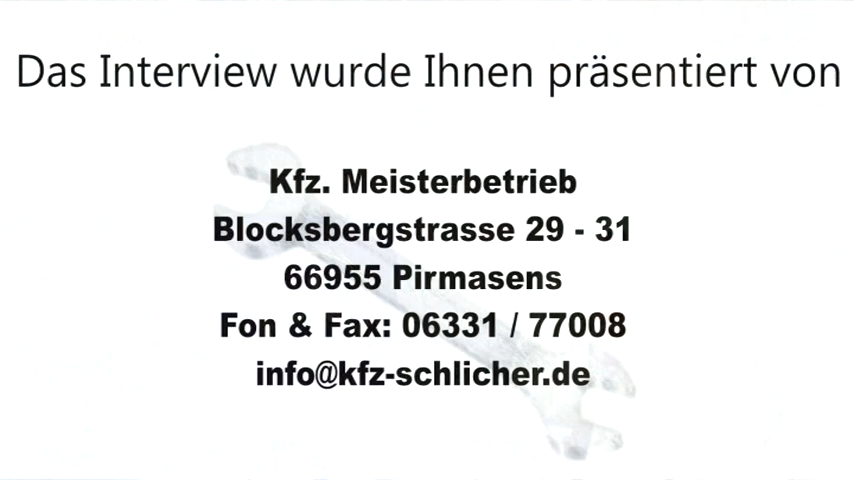 Das Interview wurde Ihnen präsentiert von
Kfz. Meisterbetrieb
Blocksbergstrasse 29 - 31
66955 Pirmasens
Fon & Fax: 06331 / 77008
info@kfz-schlicher.de